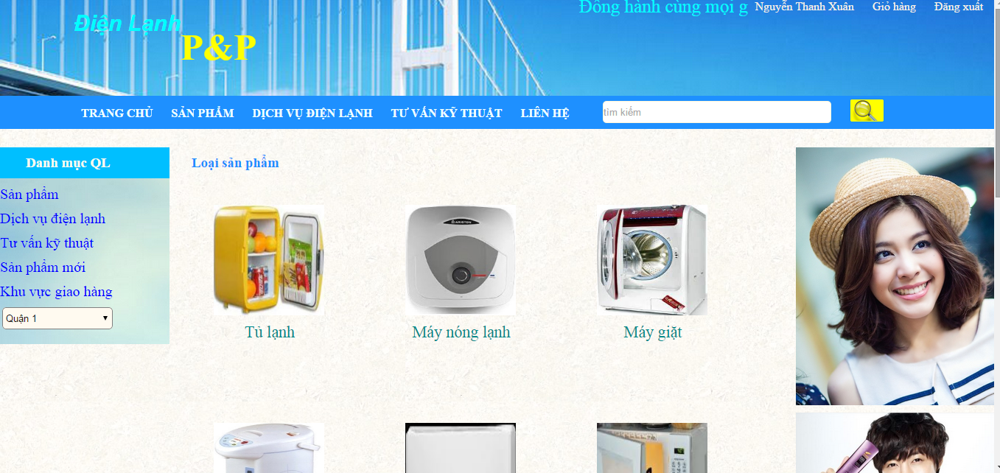 Điện Lạnh
P&P
Đồng hành cùng mọi g
Nguyễn Thanh Xuân Giỏ hàng Đăng xuất
TRANG CHỦ SẢN PHẨM DỊCH VỤ ĐIỆN LẠNH TƯ VẤN KỸ THUẬT LIÊN HỆ tìm kiếm
Danh mục QL
Sản phẩm
Dịch vụ điện lạnh
Tư vấn kỹ thuật
Sản phẩm mới
Khu vực giao hàng
Quận 1
Loại sản phẩm
ARISTON
Tủ lạnh
Máy nóng lạnh
Máy giặt